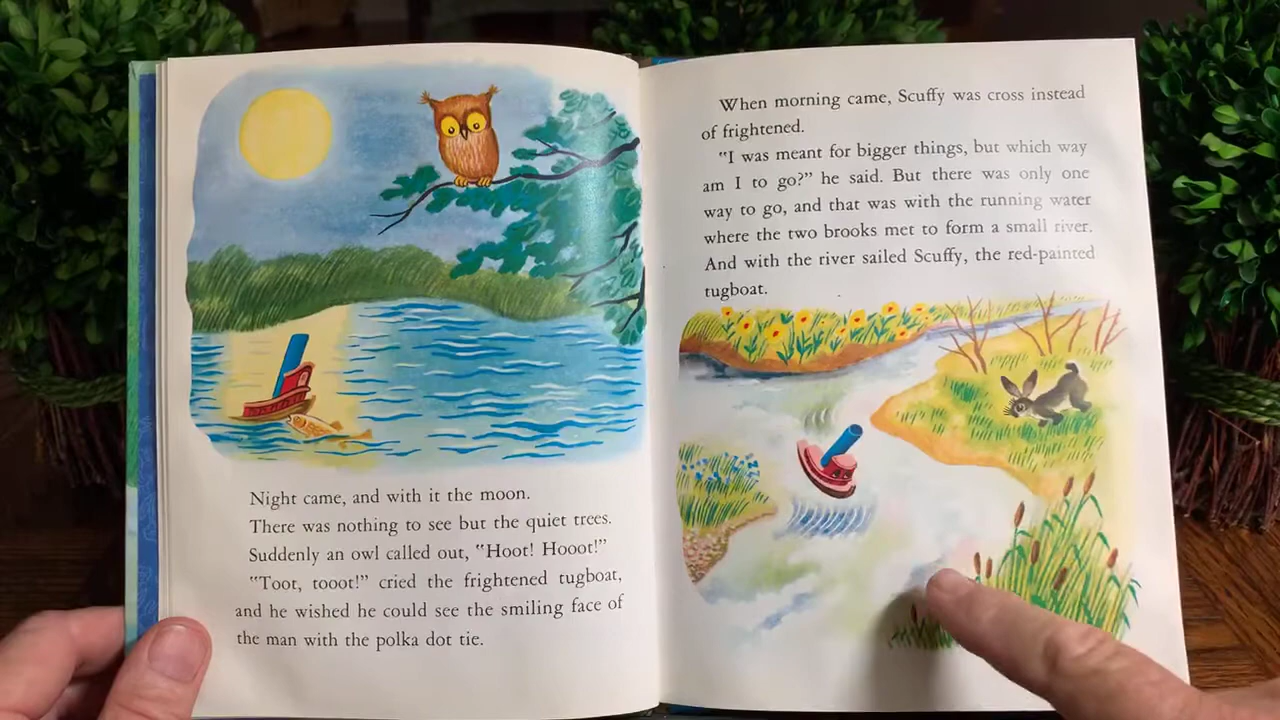 Night came, and with it the moon.
There was nothing to see but the quiet trees.
Suddenly an owl called out, "Hoot! Hooot!"
"Toot, tooot!" cried the frightened tugboat,
and he wished he could see the smiling face of
the man with the polka dot tie.
When morning came, Scuffy was cross instead
of frightened.
"I was meant for bigger things, but which way
am I to go?" he said. But there was only one
way to go, and that was with the running water
where the two brooks met to form a small river.
And with the river sailed Scuffy, the red-painted
tugboat.